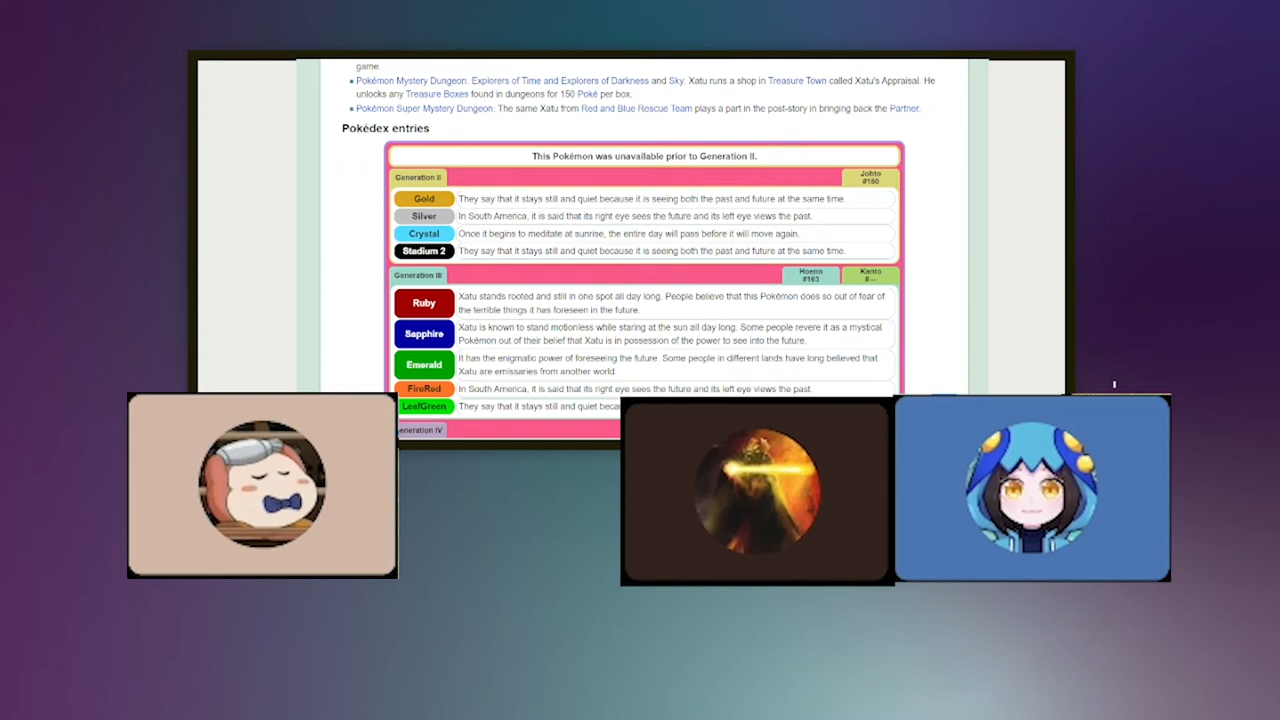 game.
Pokémon Mystery Dungeon: Explorers of Time and Explorers of Darkness and Sky: Xatu runs a shop in Treasure Town called Xatu's Appraisal. He
unlocks any Treasure Boxes found in dungeons for 150 Poké per box.
Pokémon Super Mystery Dungeon: The same Xatu from Red and Blue Rescue Team plays a part in the post-story in bringing back the Partner.
Pokédex entries
This Pokémon was unavailable prior to Generation II.
Generation II
Johto
#160
Gold They say that it stays still and quiet because it is seeing both the past and future at the same time.
Silver In South America, it is said that its right eye sees the future and its left eye views the past.
Crystal Once it begins to meditate at sunrise, the entire day will pass before it will move again.
Stadium 2 They say that it stays still and quiet because it is seeing both the past and future at the same time.
Generation III
Hoenn Kanto
#163 #—
Ruby Xatu stands rooted and still in one spot all day long. People believe that this Pokémon does so out of fear of
the terrible things it has foreseen in the future.
Sapphire Xatu is known to stand motionless while staring at the sun all day long. Some people revere it as a mystical
Pokémon out of their belief that Xatu is in possession of the power to see into the future.
Emerald It has the enigmatic power of foreseeing the future. Some people in different lands have long believed that
Xatu are emissaries from another world.
FireRed In South America, it is said that its right eye sees the future and its left eye views the past.
LeafGreen They say that it stays still and quiet
Generation IV